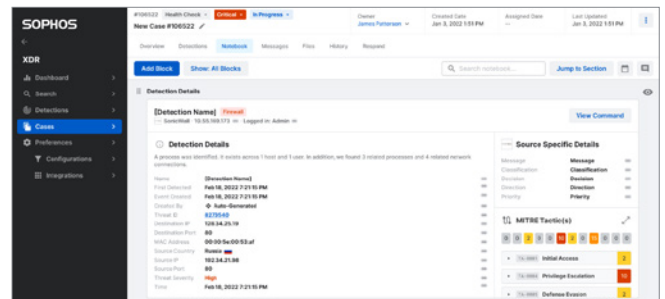 SOPHOS
XDR
Dashboard
Search
Detections
Cases
Preferences
Configurations
Integrations
#106522 Health Check Critical In Progress
New Case #106522
Owner
James Patterson
Created Date
Jan 3, 2022 1:51 PM
Assigned Date
Last Updated
Jan 3, 2022 1:51 PM
Overview Detections Notebook Messages Files History Respond
Add Block Show: All Blocks Search notebooks... Jump to Section
Detection Details
[Detection Name] Firewall
SonicWall Logged in: Admin
View Command
Detection Details
A process was identified. It exists across 1 host and 1 user. In addition, we found 2 related processes and 4 related network
connections.
Name [Detection Name]
First Detected Feb 18, 2022 7:21:15 PM
Event Created Feb 18, 2022 7:21:15 PM
Created By Auto-Generated
Threat ID 8279540
Destination IP 128.34.25.19
Destination Port 80
MAC Address 00:00:5e:00:53:af
Source Country Russia
Source IP 192.34.21.98
Source Port 80
Threat Severity High
Time Feb 18, 2022 7:21:15 PM
Source Specific Details
Message Message
Classification Classification
Decision Decision
Direction Direction
Priority Priority
MITRE Tactic(s)
Initial Access 2
Privilege Escalation 10
Defense Evasion 2